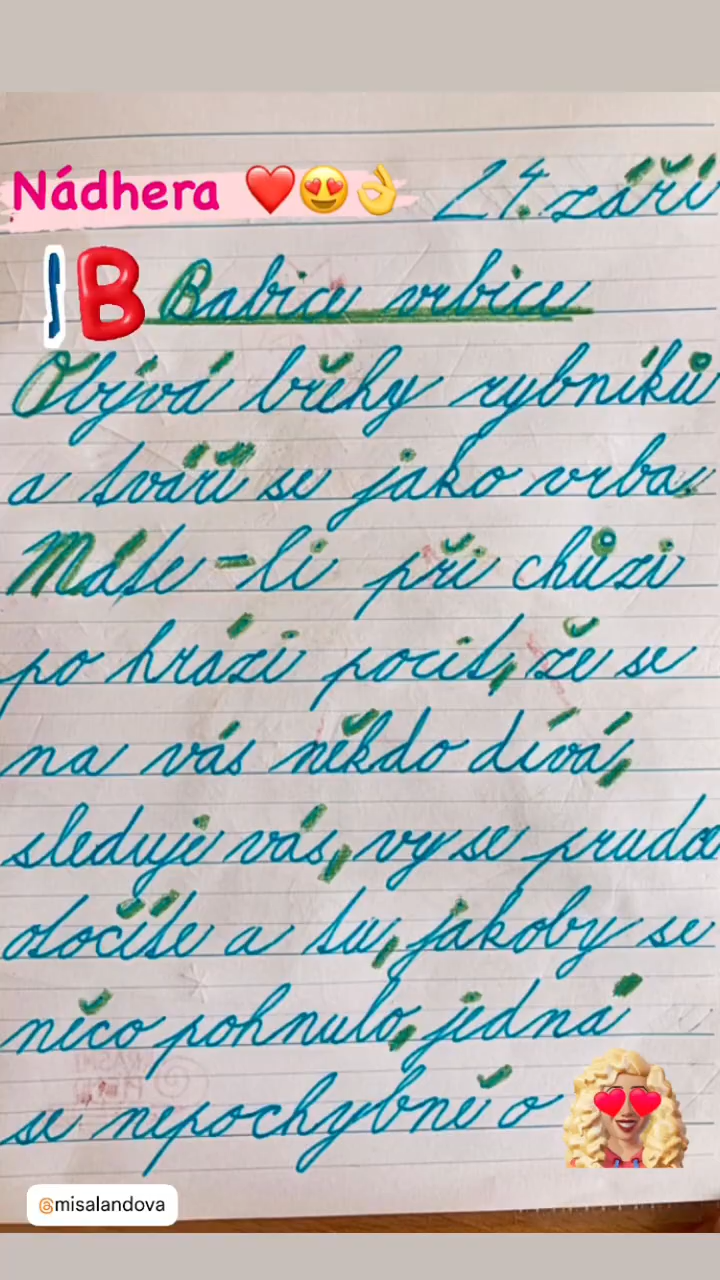 Nádhera ❤️😍👌 24. září
B Babice vrbice
Obývá břehy rybníků
a tváří se jako vrba.
Máte-li při chůzi
po hrázi pocit, že se
na vás někdo dívá,
sleduje vás, vy se prudce
otočíte a tu, jakoby se
něco pohnulo, jedná
se nepochybně o
@misalandova